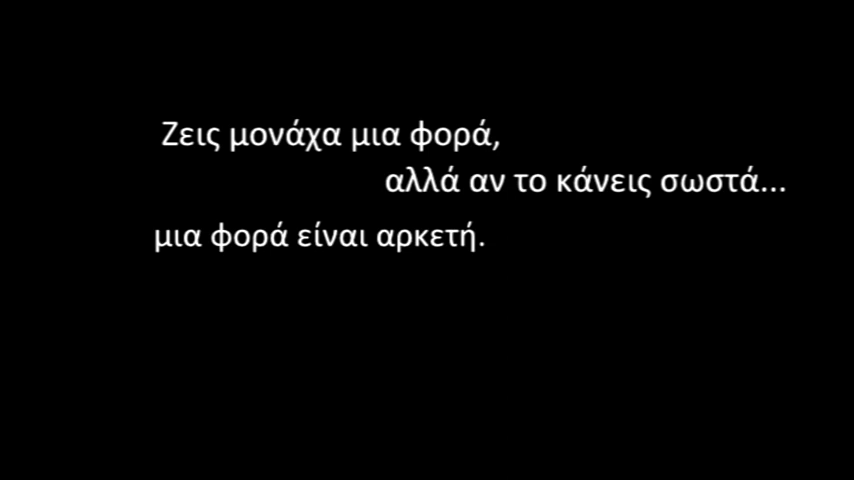 Ζεις μονάχα μια φορά,
αλλά αν το κάνεις σωστά...
μια φορά είναι αρκετή.